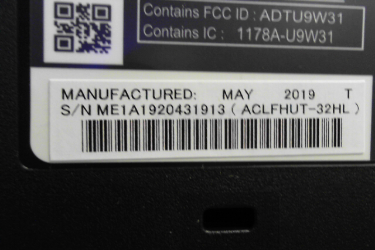 Contains FCC ID : ADTU9W31
Contains IC : 1178A-U9W31
MANUFACTURED: MAY 2019 T
S/N ME1A1920431913 ( ACLFHUT-32HL )